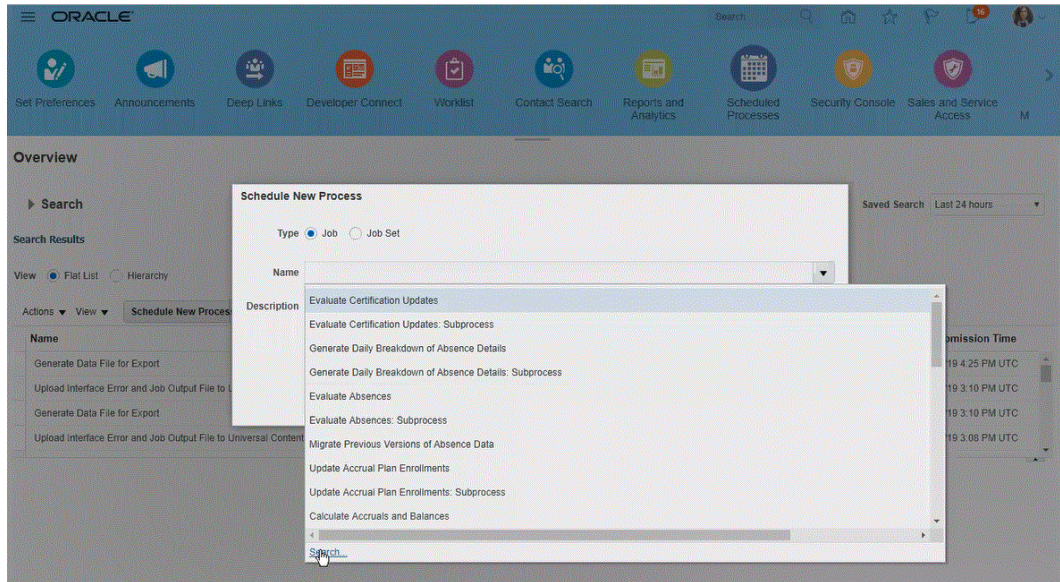 ORACLE
Search
16
Set Preferences
Announcements
Deep Links
Developer Connect
Worklist
Contact Search
Reports and
Analytics
Scheduled
Processes
Security Console
Sales and Service
Access
M
Overview
Search
Saved Search Last 24 hours
Search Results
View Flat List Hierarchy
Actions View Schedule New Proces
Name
omission Time
Generate Data File for Export
19 4:25 PM UTC
Upload Interface Error and Job Output File to U
19 3:10 PM UTC
Generate Data File for Export
19 3:10 PM UTC
Upload Interface Error and Job Output File to Universal Content
19 3:08 PM UTC
Schedule New Process
Type Job Job Set
Name
Description
Evaluate Certification Updates
Evaluate Certification Updates: Subprocess
Generate Daily Breakdown of Absence Details
Generate Daily Breakdown of Absence Details: Subprocess
Evaluate Absences
Evaluate Absences: Subprocess
Migrate Previous Versions of Absence Data
Update Accrual Plan Enrollments
Update Accrual Plan Enrollments: Subprocess
Calculate Accruals and Balances
Search...